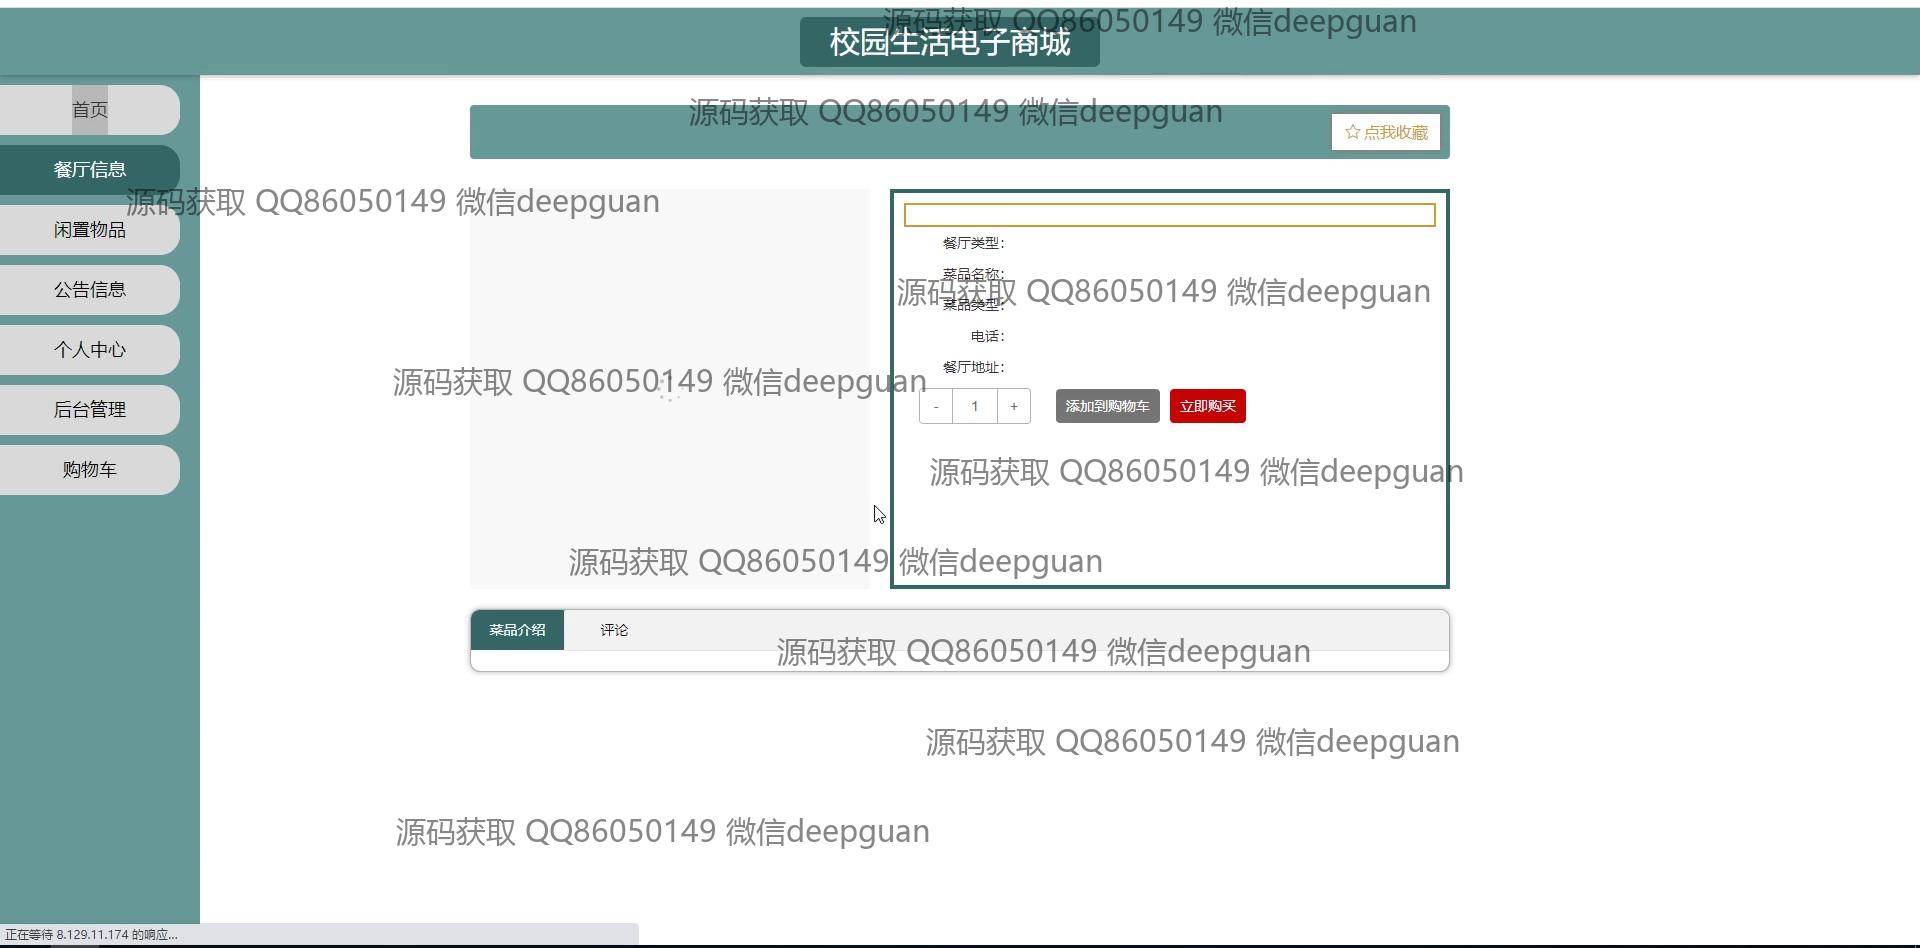 源码获取 QQ86050149 微信deepguan
校园生活电子商城
首页
餐厅信息
闲置物品
公告信息
个人中心
后台管理
购物车
源码获取 QQ86050149 微信deepguan
☆ 点我收藏
源码获取 QQ86050149 微信deepguan
餐厅类型：
菜品名称：
源码获取 QQ86050149 微信deepguan
菜品类型：
电话：
餐厅地址：
源码获取 QQ86050149 微信deepguan
- 1 + 添加到购物车 立即购买
源码获取 QQ86050149 微信deepguan
源码获取 QQ86050149 微信deepguan
菜品介绍 评论
源码获取 QQ86050149 微信deepguan
源码获取 QQ86050149 微信deepguan
源码获取 QQ86050149 微信deepguan
正在等待 8.129.11.174 的响应...